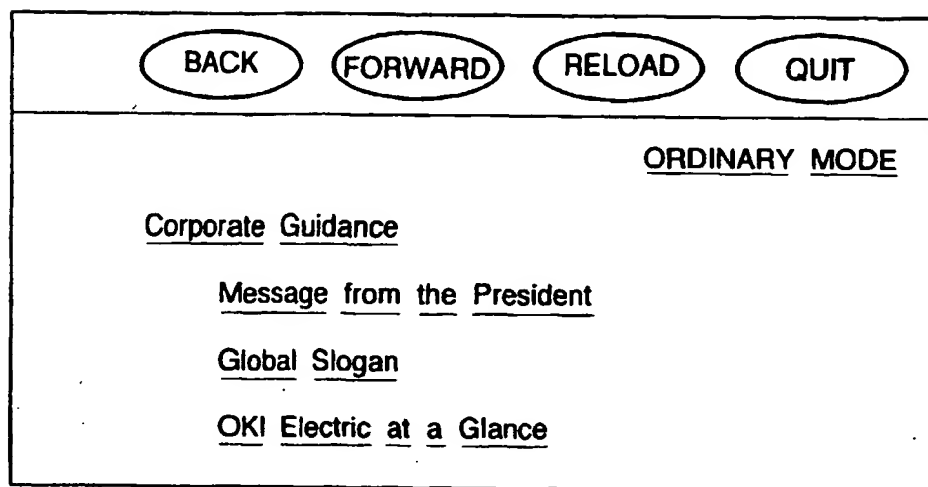 BACK FORWARD RELOAD QUIT
ORDINARY MODE
Corporate Guidance
Message from the President
Global Slogan
OKI Electric at a Glance